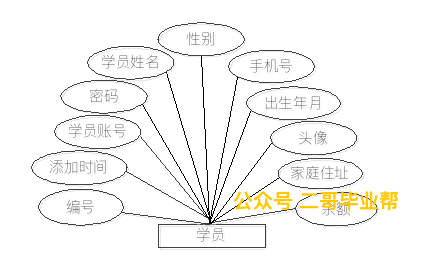 性别
学员姓名
手机号
密码
出生年月
学员账号
头像
添加时间
家庭住址
编号
余额
公众号 二哥毕业帮
学员